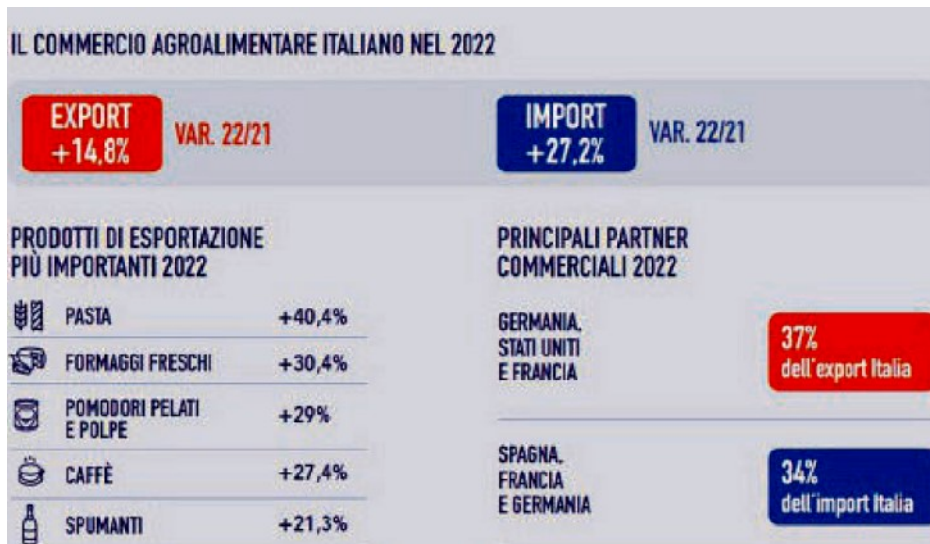 IL COMMERCIO AGROALIMENTARE ITALIANO NEL 2022
EXPORT
+14,8%
VAR. 22/21
IMPORT
+27,2%
VAR. 22/21
PRODOTTI DI ESPORTAZIONE
PIÙ IMPORTANTI 2022
PASTA +40,4%
FORMAGGI FRESCHI +30,4%
POMODORI PELATI
E POLPE
+29%
CAFFÈ +27,4%
SPUMANTI +21,3%
PRINCIPALI PARTNER
COMMERCIALI 2022
GERMANIA,
STATI UNITI
E FRANCIA
37%
dell'export Italia
SPAGNA,
FRANCIA
E GERMANIA
34%
dell'import Italia